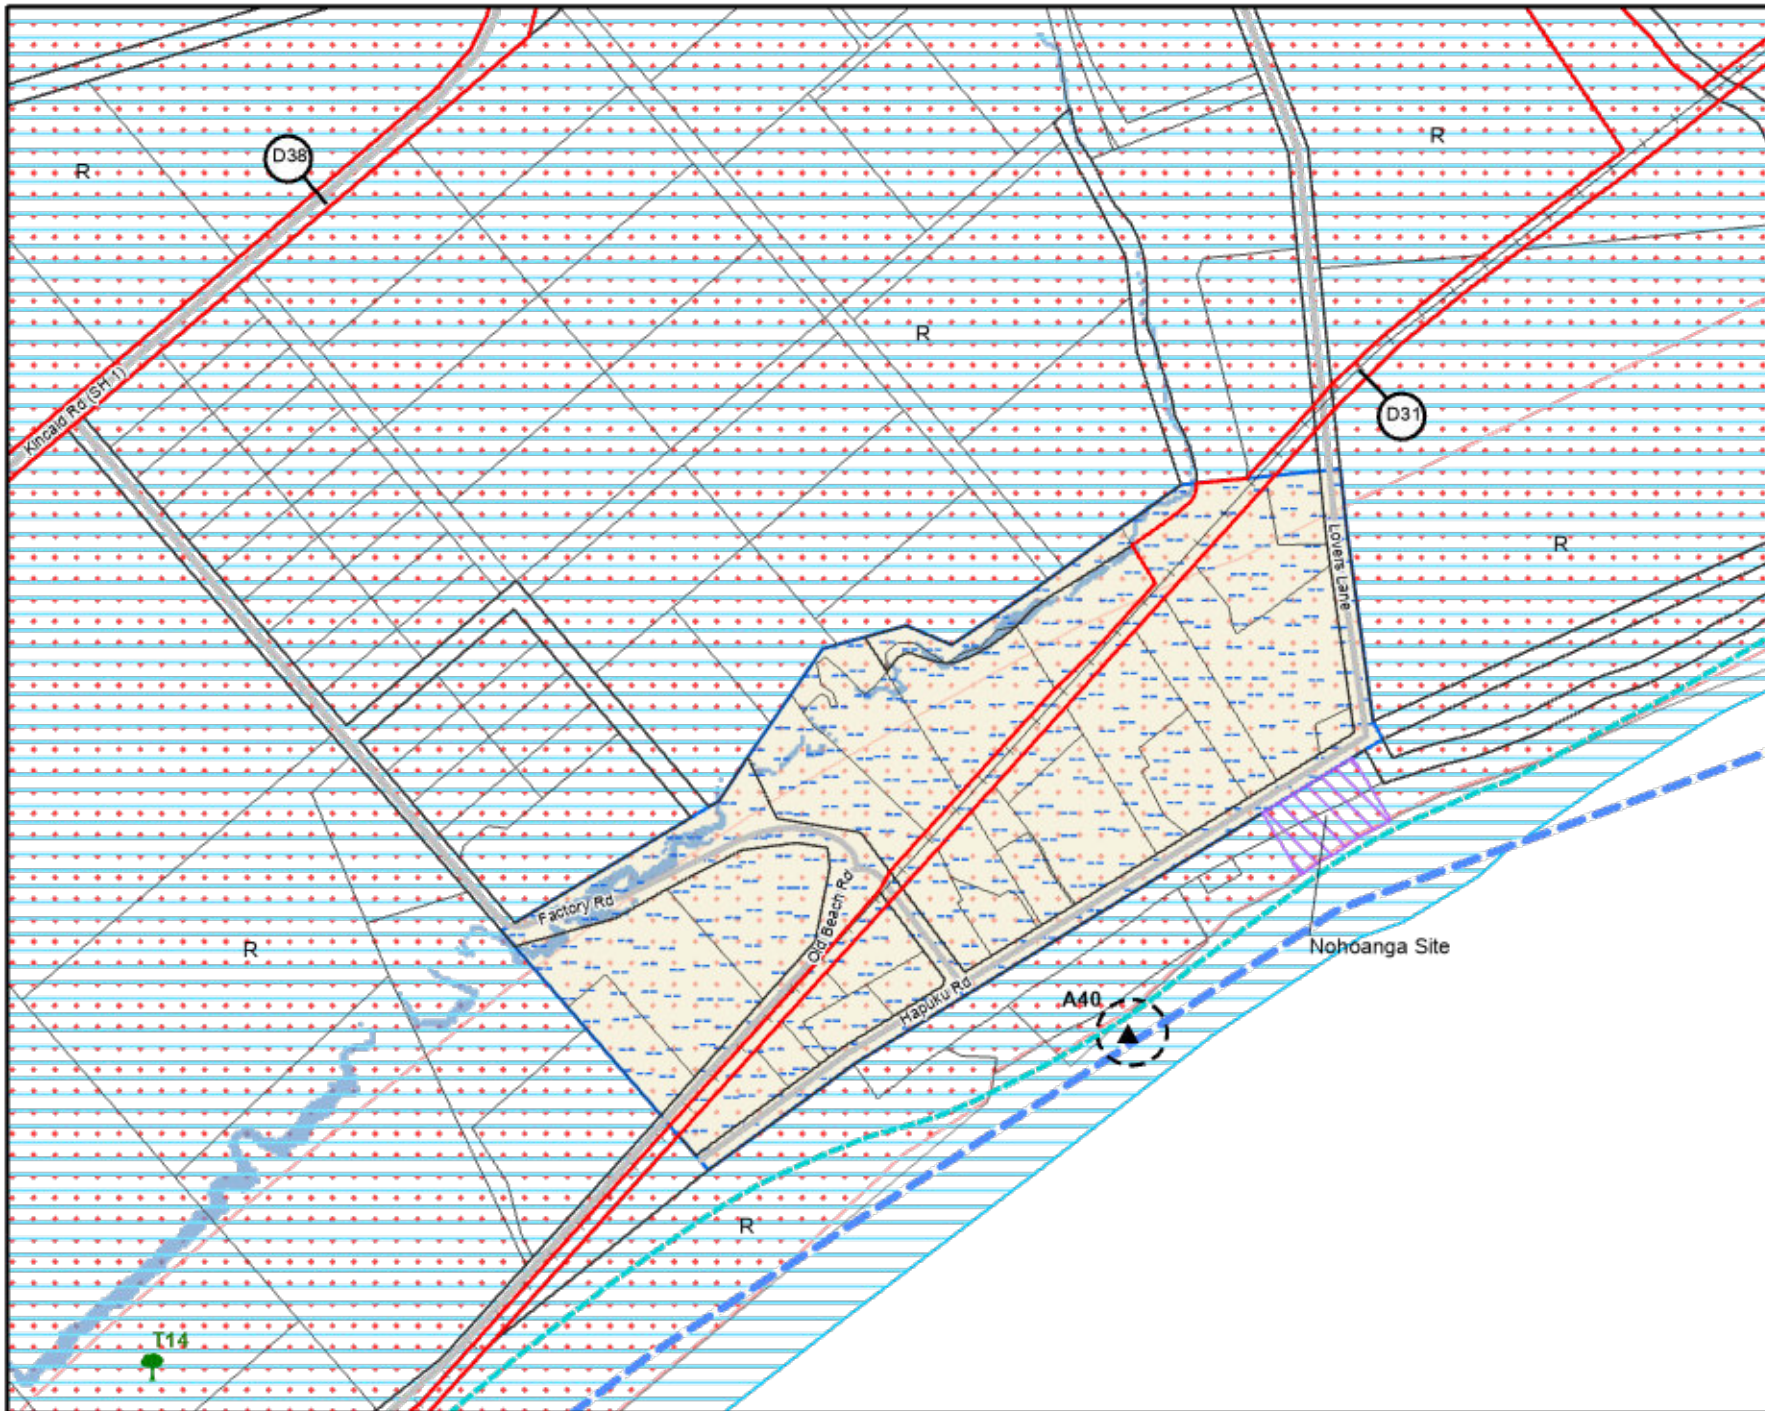 R
D38
R
R
Kincaid Rd (SH 1)
D31
Lovers Lane
R
Factory Rd
Old Beach Rd
R
Nohoanga Site
Hapuku Rd
A40
R
T14